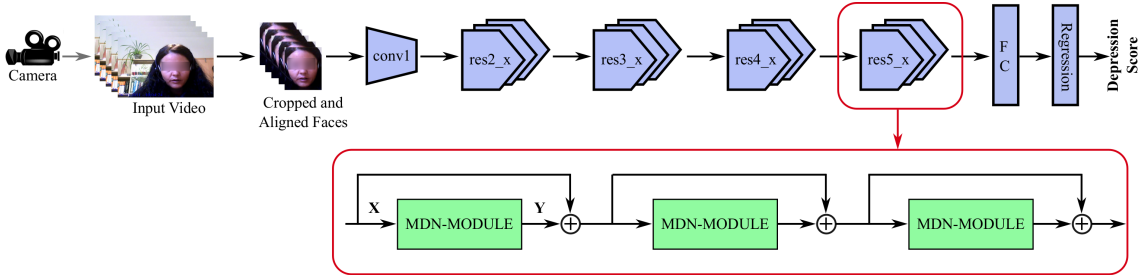 Camera
Input Video
Cropped and
Aligned Faces
conv1
res2_x
res3_x
res4_x
res5_x
F
C
Regression
Depression
Score
X
MDN-MODULE
Y
MDN-MODULE
MDN-MODULE